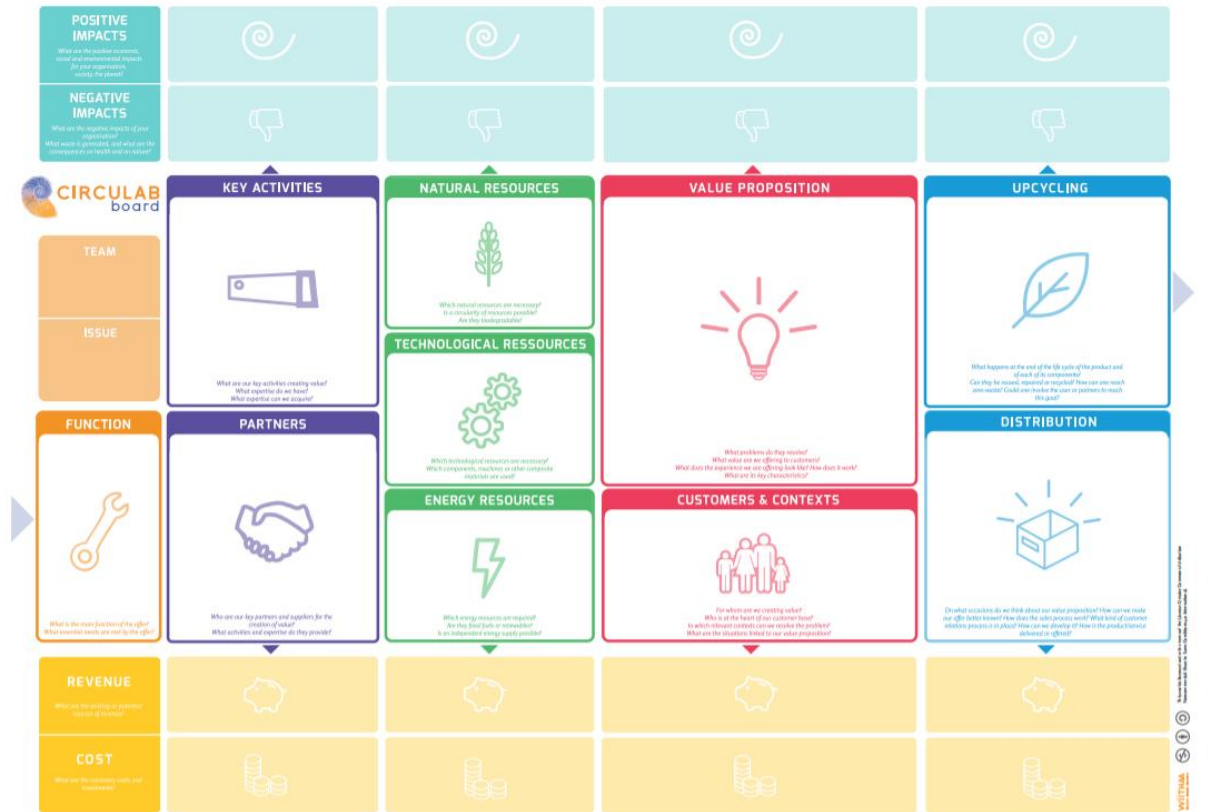 POSITIVE
IMPACTS
What are the positive economic,
social and environmental impacts
for your organisation,
society, the planet?
NEGATIVE
IMPACTS
What are the negative impacts of your
organisation?
What waste is generated, and what are the
consequences on health and on nature?
CIRCULAB
board
TEAM
ISSUE
FUNCTION
What is the main function of the offer?
What essential needs are met by the offer?
KEY ACTIVITIES
What are our key activities creating value?
What expertise do we have?
What expertise can we acquire?
PARTNERS
Who are our key partners and suppliers for the
creation of value?
What activities and expertise do they provide?
NATURAL RESOURCES
Which natural resources are necessary?
Is a circularity of resources possible?
Are they biodegradable?
TECHNOLOGICAL RESSOURCES
Which technological resources are necessary?
Which components, machines or other composite
materials are used?
ENERGY RESOURCES
Which energy resources are required?
Are they fossil fuels or renewables?
Is an independent energy supply possible?
VALUE PROPOSITION
What problems do they resolve?
What value are we offering to customers?
What does the experience we are offering look like? How does it work?
What are its key characteristics?
CUSTOMERS & CONTEXTS
For whom are we creating value?
Who is at the heart of our customer base?
In which relevant contexts can we resolve the problem?
What are the situations linked to our value proposition?
UPCYCLING
What happens at the end of the life cycle of the product and
of each of its components?
Can they be reused, repaired or recycled? How can one reach
zero-waste? Could one involve the user or partners to reach
this goal?
DISTRIBUTION
On what occasions do we think about our value proposition? How can we make
our offer better known? How does the sales process work? What kind of customer
relations process is in place? How can we develop it? How is the product/service
delivered or offered?
REVENUE
What are the existing or potential
sources of revenue?
COST
What are the necessary costs and
investments?